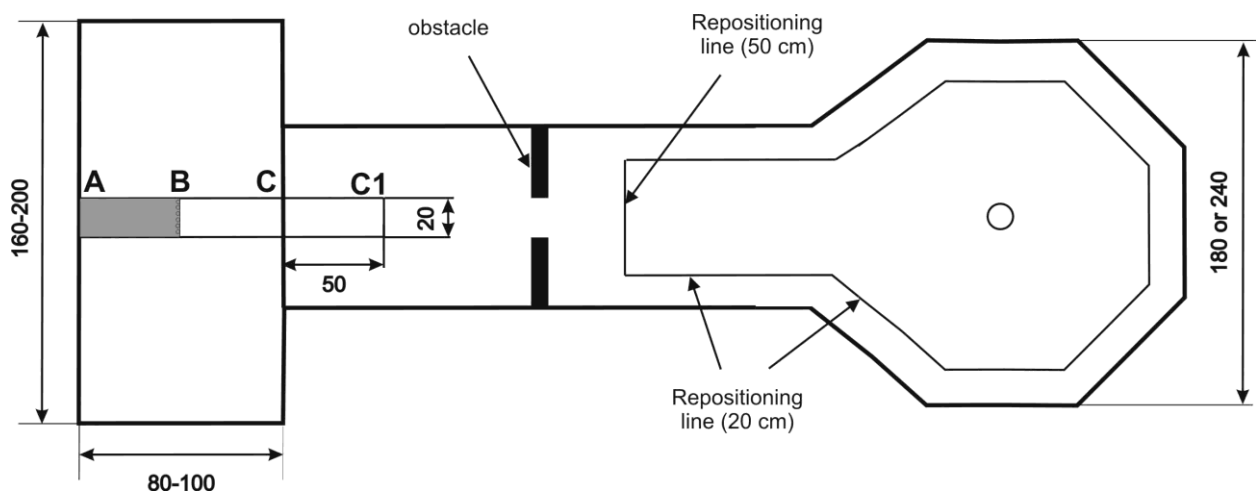 obstacle
Repositioning
line (50 cm)
A
B
C
C1
160-200
20
50
180 or 240
Repositioning
line (20 cm)
80-100